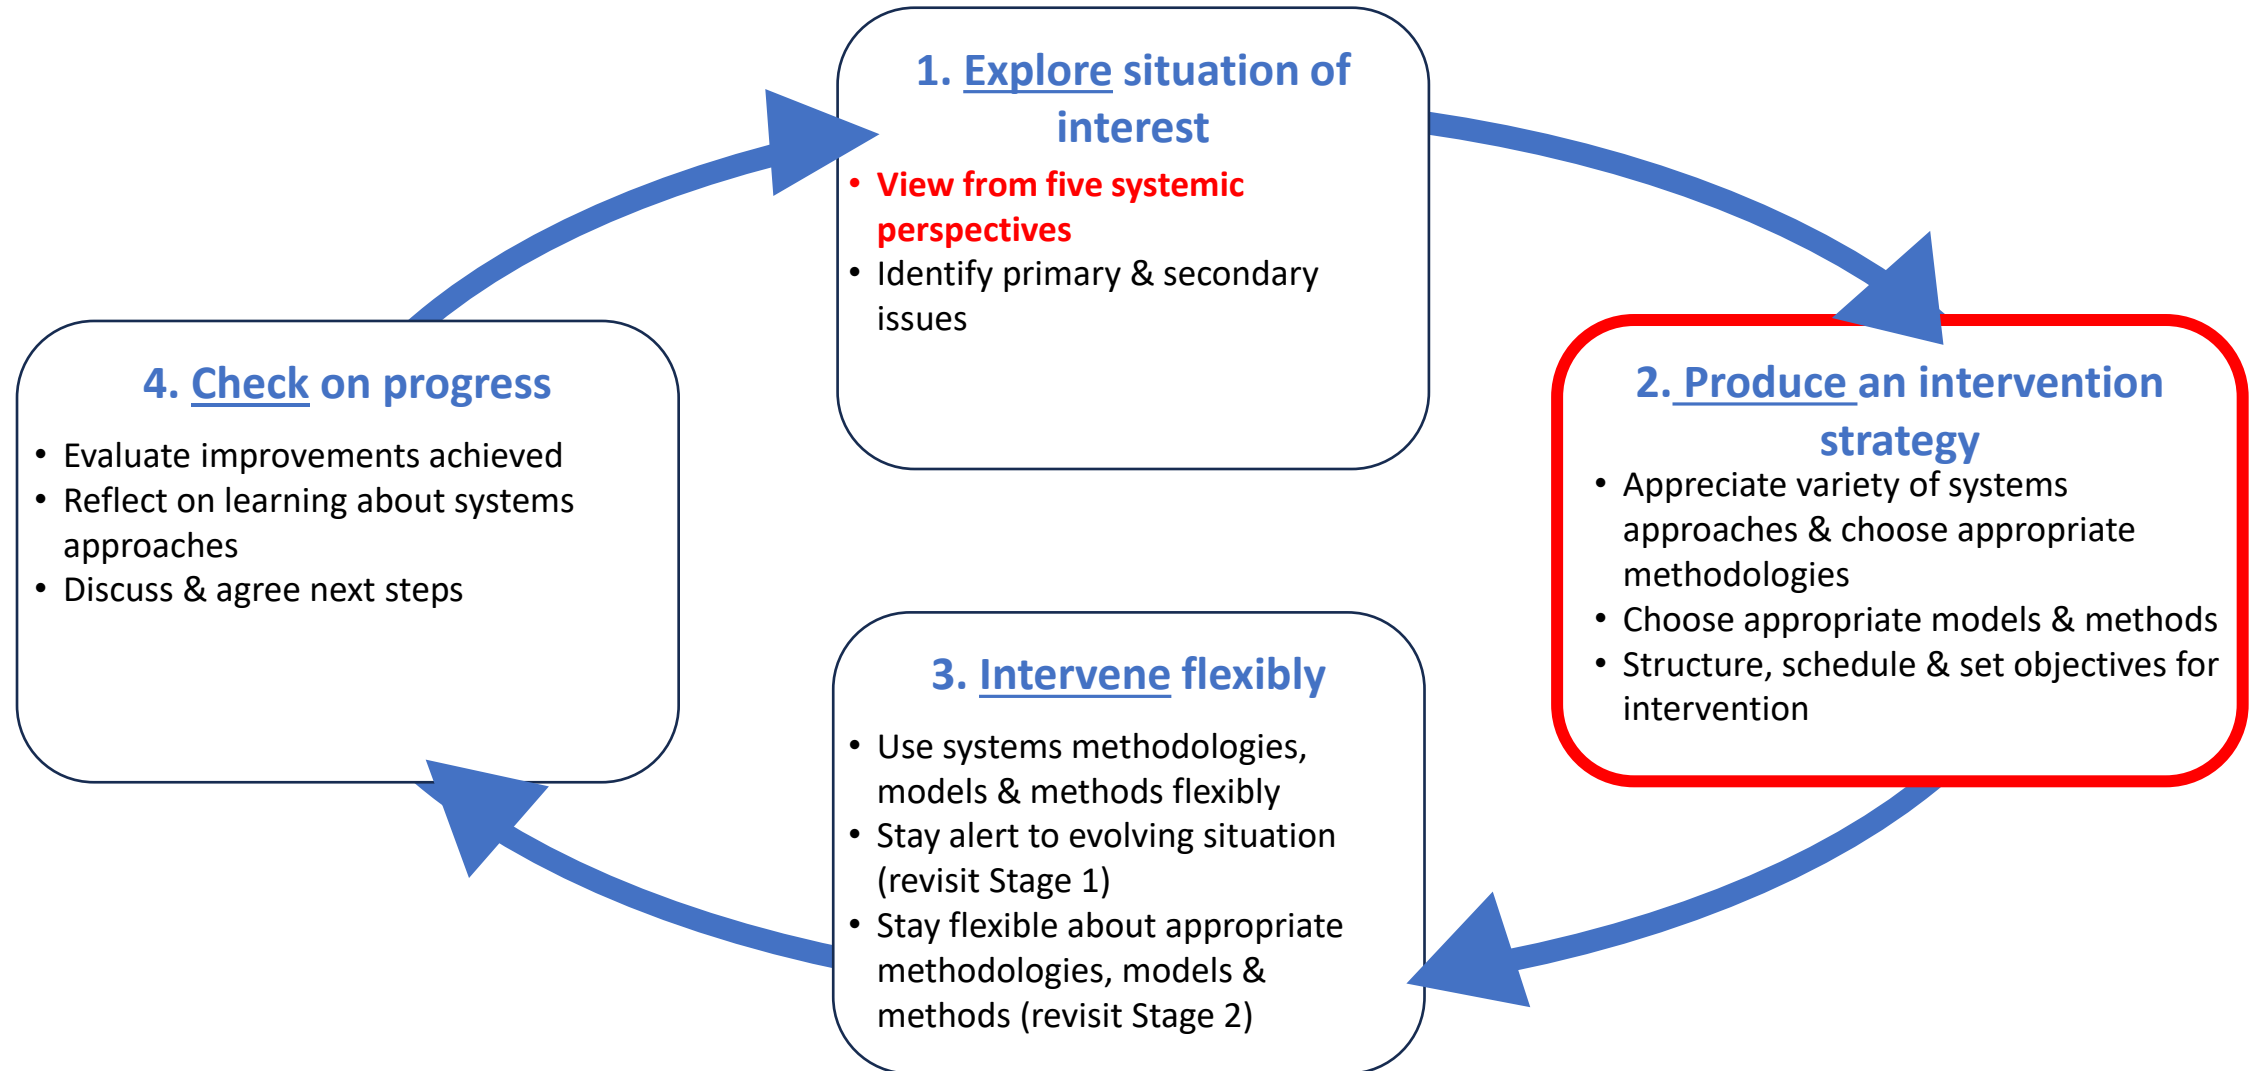 1. Explore situation of
interest
• View from five systemic
perspectives
• Identify primary & secondary
issues
2. Produce an intervention
strategy
• Appreciate variety of systems
approaches & choose appropriate
methodologies
• Choose appropriate models & methods
• Structure, schedule & set objectives for
intervention
3. Intervene flexibly
• Use systems methodologies,
models & methods flexibly
• Stay alert to evolving situation
(revisit Stage 1)
• Stay flexible about appropriate
methodologies, models &
methods (revisit Stage 2)
4. Check on progress
• Evaluate improvements achieved
• Reflect on learning about systems
approaches
• Discuss & agree next steps